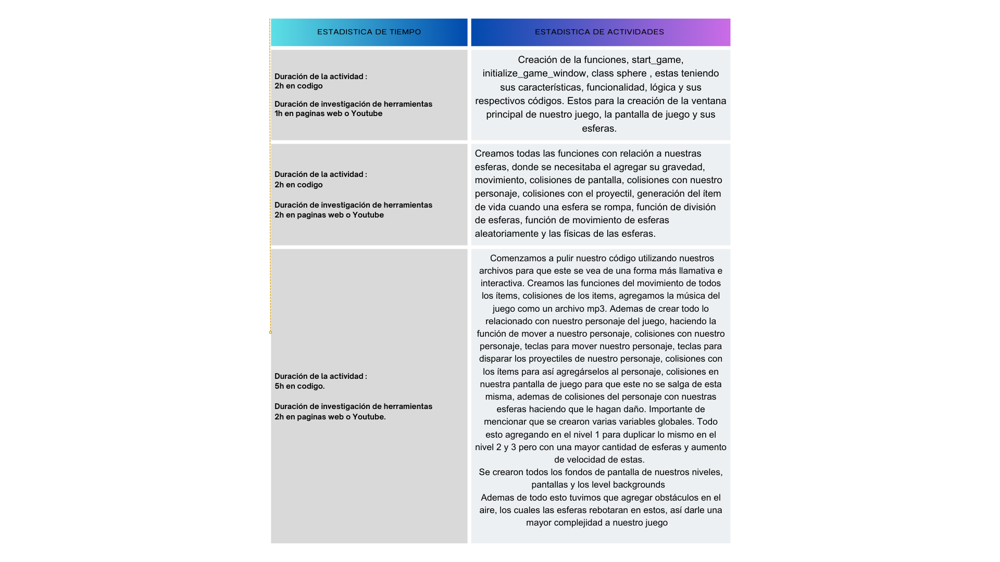 ESTADISTICA DE TIEMPO
ESTADISTICA DE ACTIVIDADES
Duración de la actividad :
2h en codigo
Duración de investigación de herramientas
1h en paginas web o Youtube
Creación de la funciones, start_game,
initialize_game_window, class sphere , estas teniendo
sus características, funcionalidad, lógica y sus
respectivos códigos. Estos para la creación de la ventana
principal de nuestro juego, la pantalla de juego y sus
esferas.
Duración de la actividad :
2h en codigo
Duración de investigación de herramientas
2h en paginas web o Youtube
Creamos todas las funciones con relación a nuestras
esferas, donde se necesitaba el agregar su gravedad,
movimiento, colisiones de pantalla, colisiones con nuestro
personaje, colisiones con el proyectil, generación del ítem
de vida cuando una esfera se rompa, función de división
de esferas, función de movimiento de esferas
aleatoriamente y las físicas de las esferas.
Duración de la actividad :
5h en codigo.
Duración de investigación de herramientas
2h en paginas web o Youtube.
Comenzamos a pulir nuestro código utilizando nuestros
archivos para que este se vea de una forma más llamativa e
interactiva. Creamos las funciones del movimiento de todos
los ítems, colisiones de los items, agregamos la música del
juego como un archivo mp3. Ademas de crear todo lo
relacionado con nuestro personaje del juego, haciendo la
función de mover a nuestro personaje, colisiones con nuestro
personaje, teclas para mover nuestro personaje, teclas para
disparar los proyectiles de nuestro personaje, colisiones con
los ítems para así agregárselos al personaje, colisiones en
nuestra pantalla de juego para que este no se salga de esta
misma, ademas de colisiones del personaje con nuestras
esferas haciendo que le hagan daño. Importante de
mencionar que se crearon varias variables globales. Todo
esto agregando en el nivel 1 para duplicar lo mismo en el
nivel 2 y 3 pero con una mayor cantidad de esferas y aumento
de velocidad de estas.
Se crearon todos los fondos de pantalla de nuestros niveles,
pantallas y los level backgrounds
Ademas de todo esto tuvimos que agregar obstáculos en el
aire, los cuales las esferas rebotaran en estos, así darle una
mayor complejidad a nuestro juego